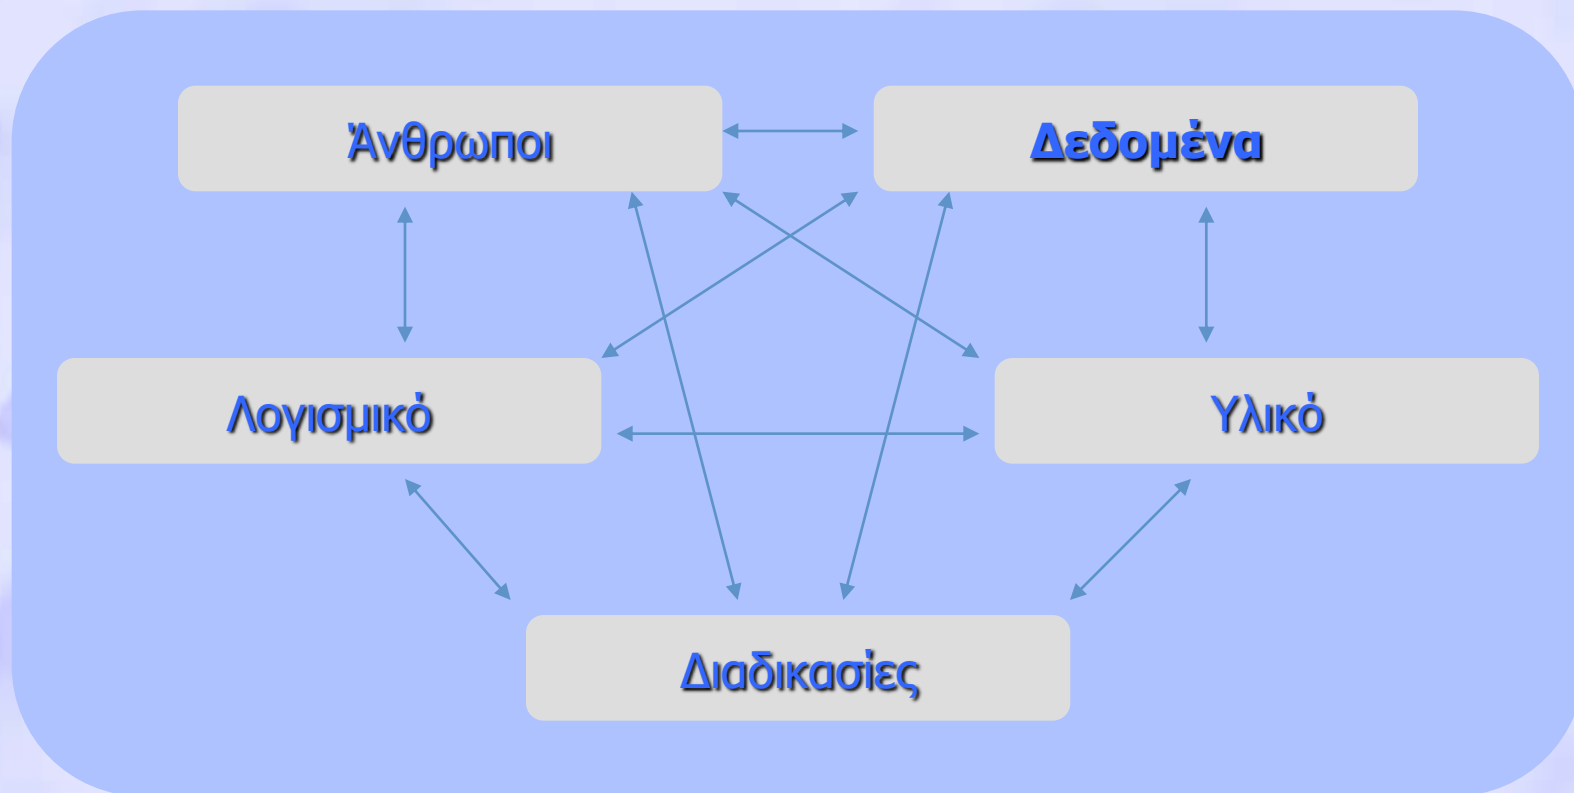 Άνθρωποι
Δεδομένα
Λογισμικό
Υλικό
Διαδικασίες